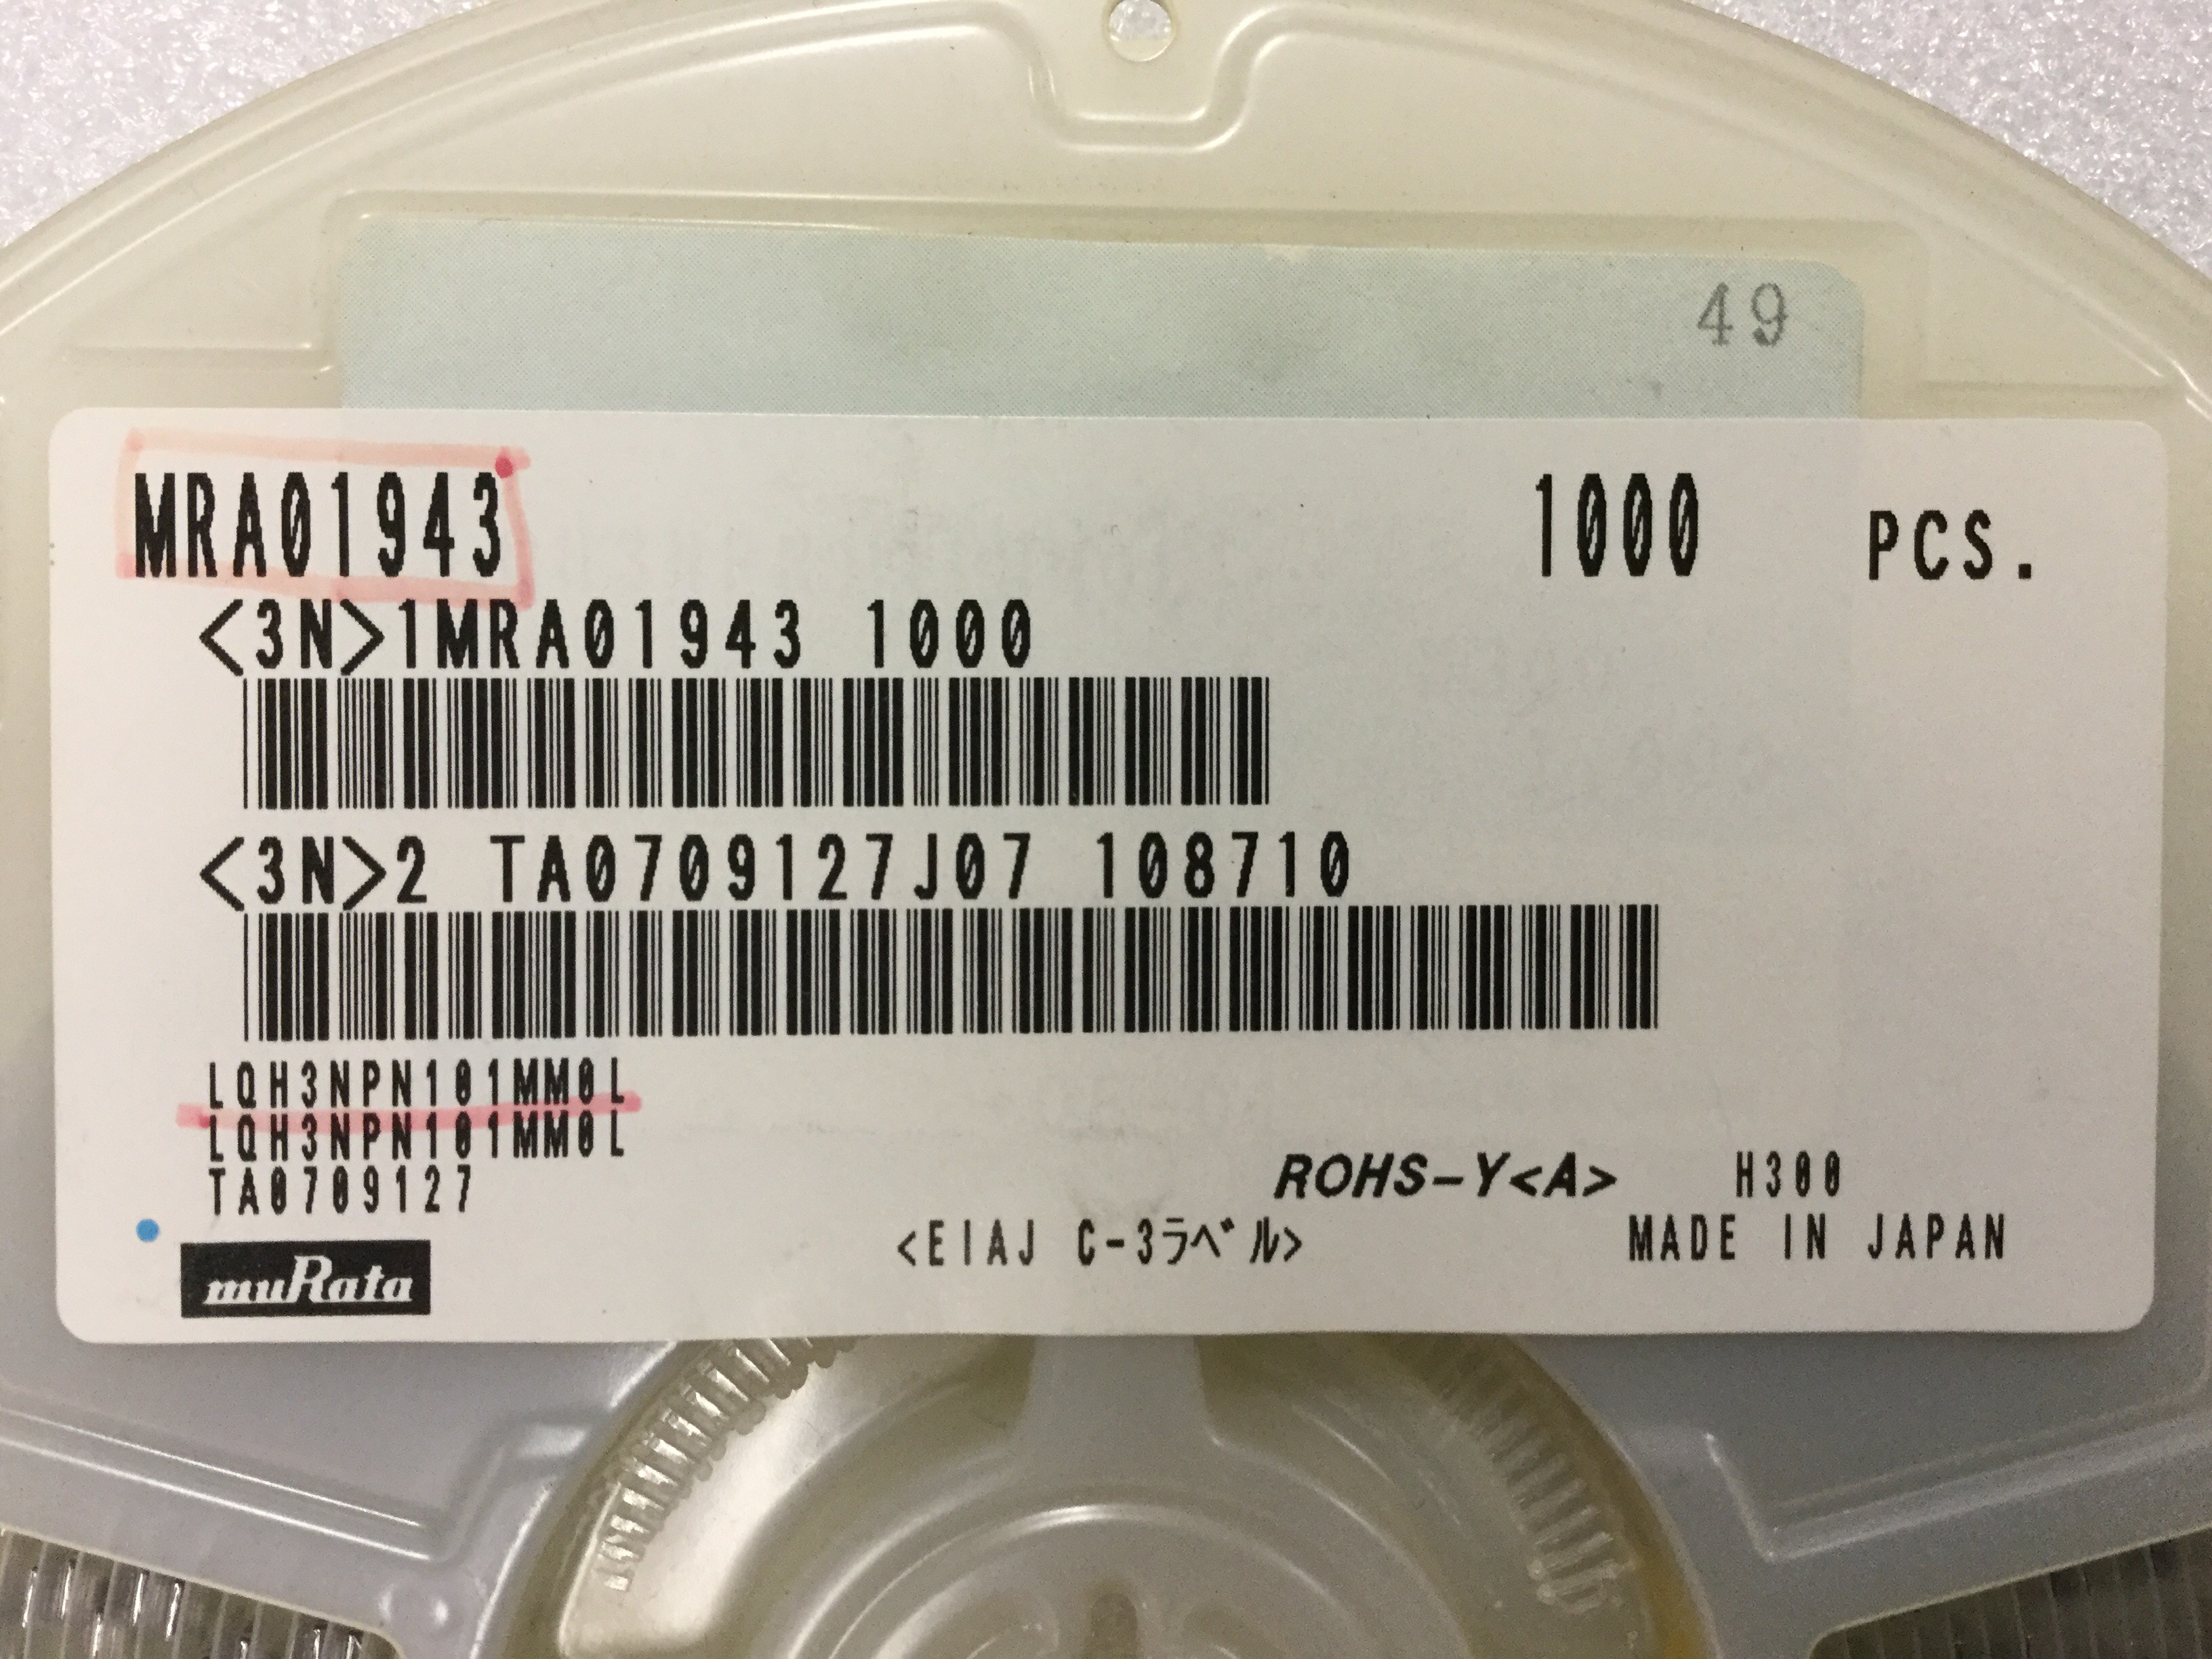 49
MRA01943 1000 PCS.
<3N>1MRA01943 1000
<3N>2 TA0709127J07 108710
LQH3NPN101MM0L
LQH3NPN101MM0L
TA0709127
ROHS-Y<A> H300
<EIAJ C-3ラベル> MADE IN JAPAN
muRata